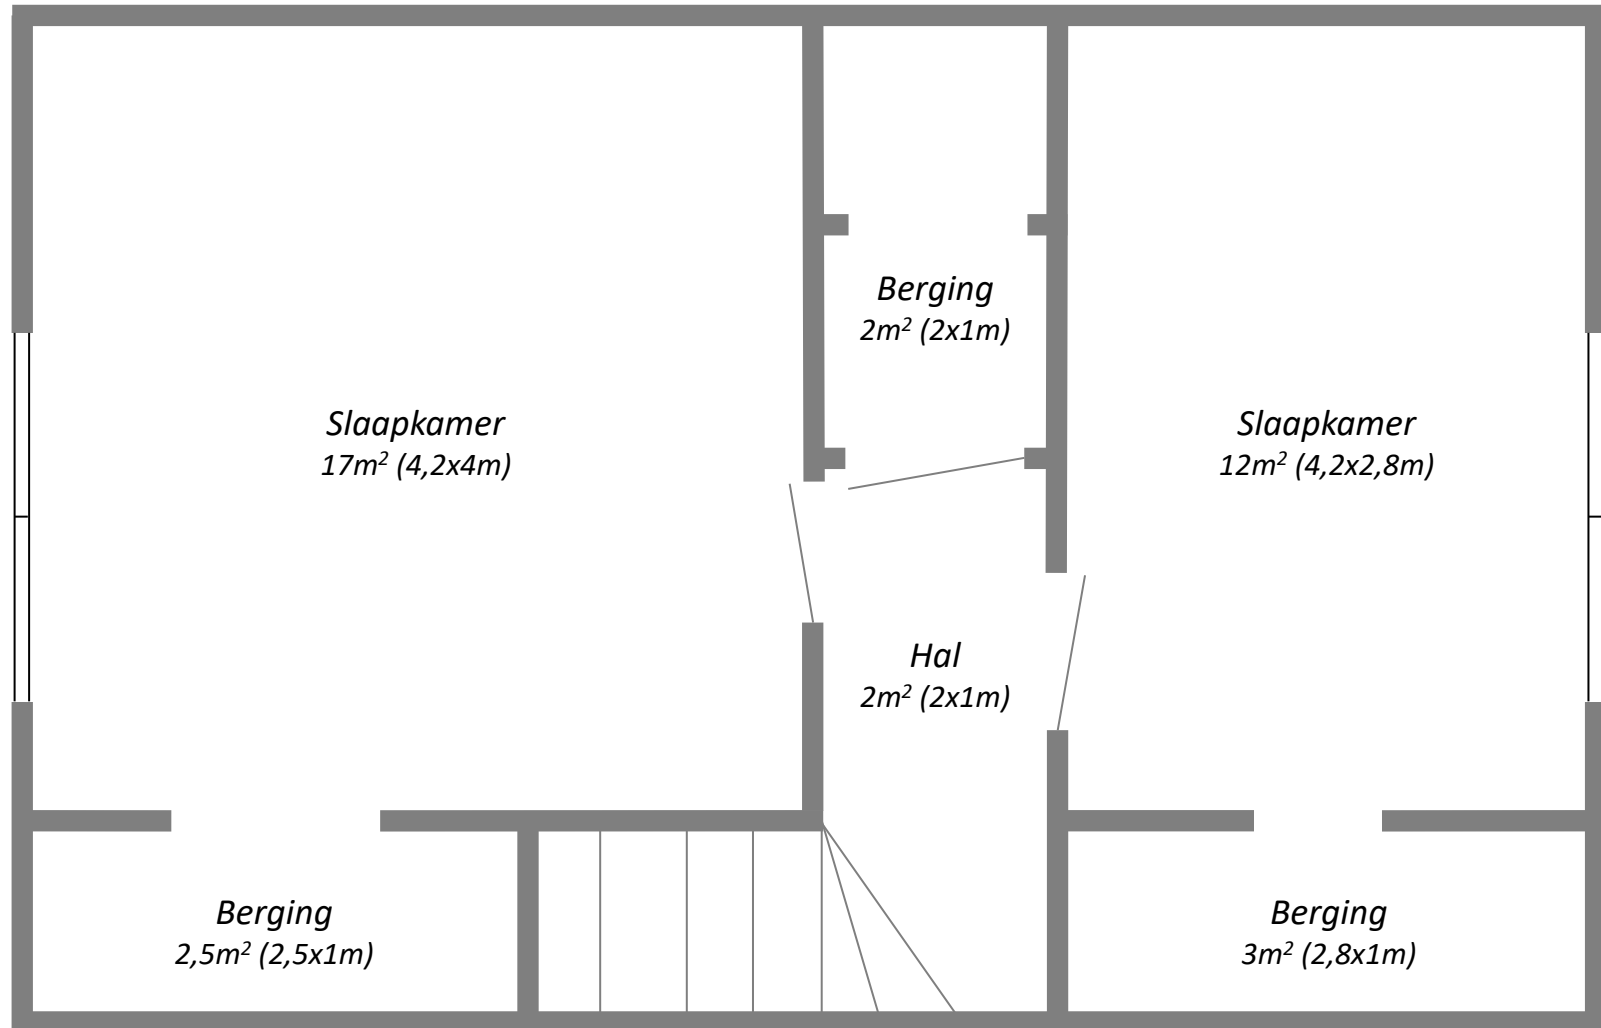 Berging
2m² (2x1m)
Slaapkamer
17m² (4,2x4m)
Slaapkamer
12m² (4,2x2,8m)
Hal
2m² (2x1m)
Berging
2,5m² (2,5x1m)
Berging
3m² (2,8x1m)